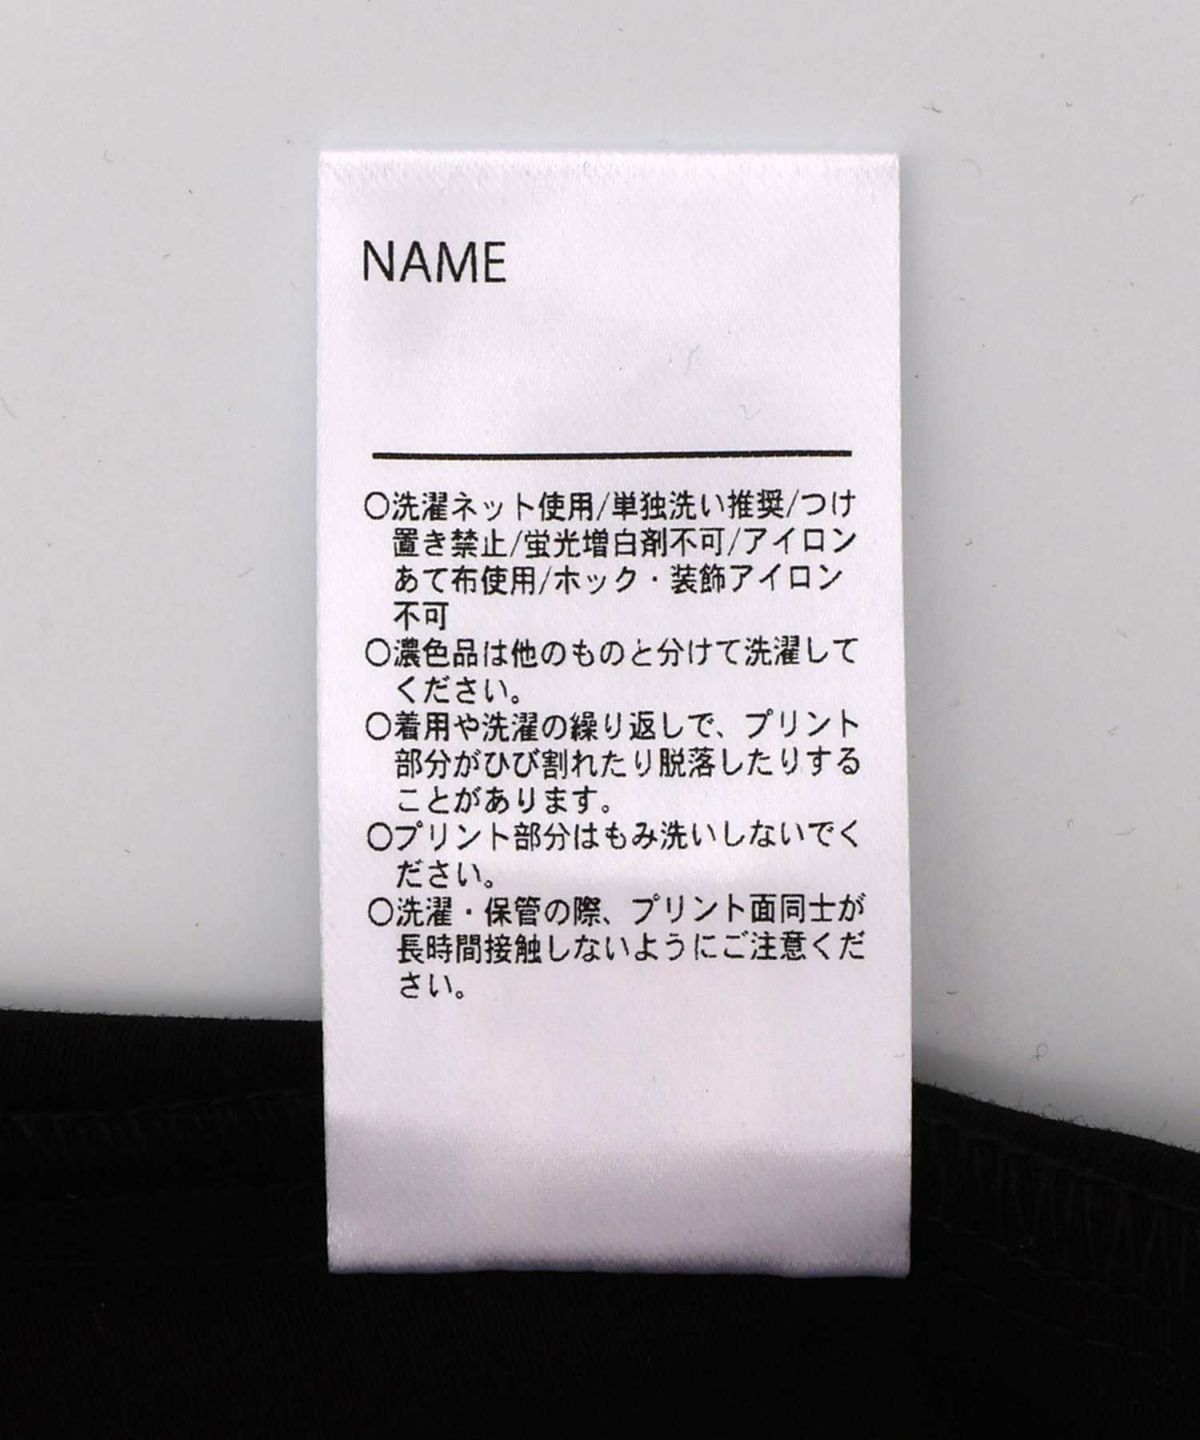 NAME
○洗濯ネット使用/単独洗い推奨/つけ
置き禁止/蛍光増白剤不可/アイロン
あて布使用/ホック・装飾アイロン
不可
○濃色品は他のものと分けて洗濯して
ください。
○着用や洗濯の繰り返しで、プリント
部分がひび割れたり脱落したりする
ことがあります。
○プリント部分はもみ洗いしないでく
ださい。
○洗濯・保管の際、プリント面同士が
長時間接触しないようにご注意くだ
さい。